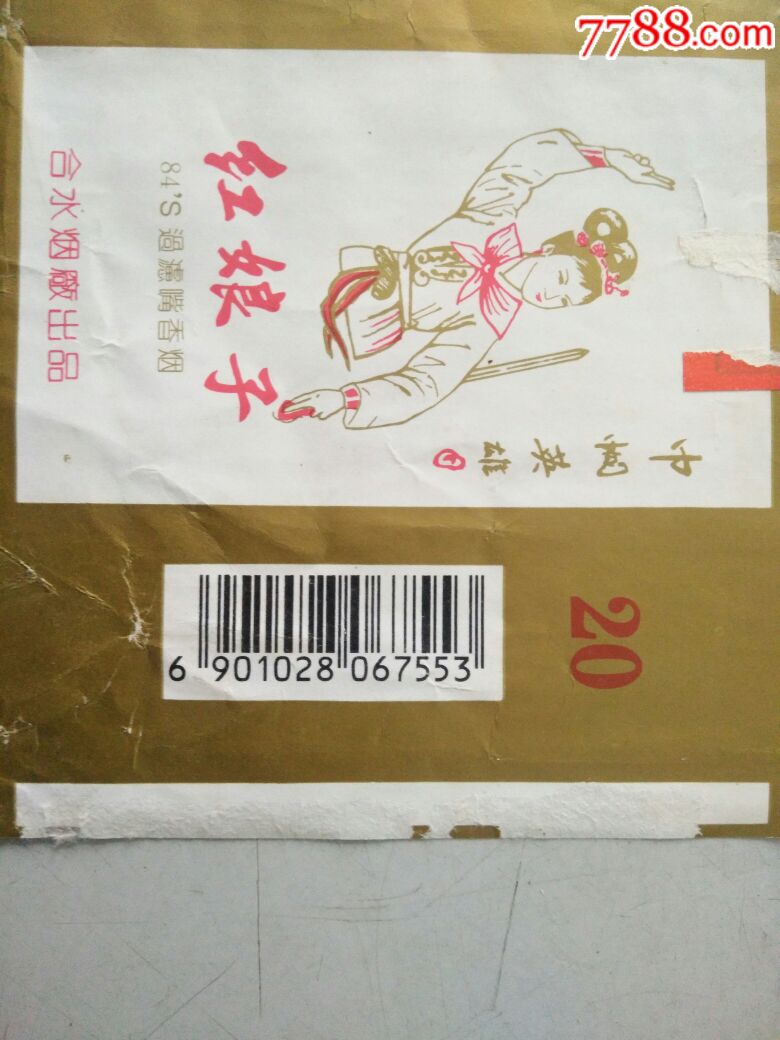 7788.com
巾帼英雄
红娘子
84'S 過濾嘴香烟
合水烟廠出品
20
6 901028 067553